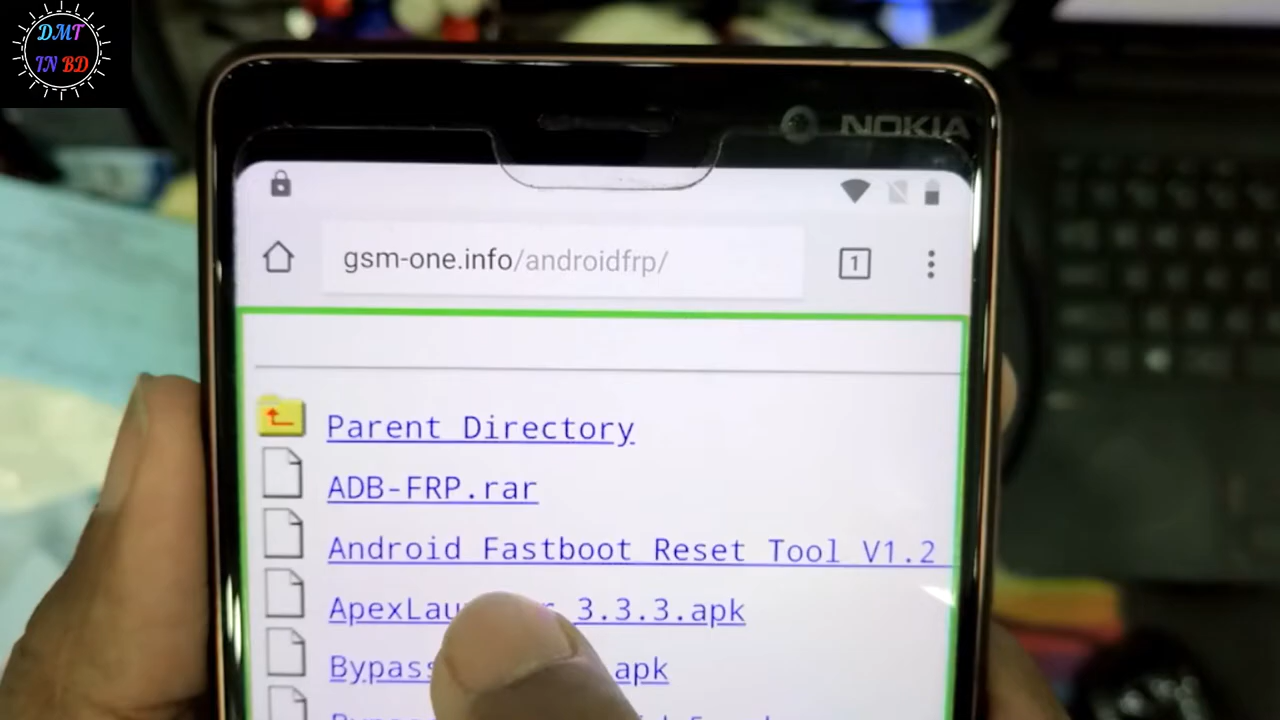 DMT
IN BD
NOKIA
1
gsm-one.info/androidfrp/
Parent Directory
ADB-FRP.rar
Android Fastboot Reset Tool V1.2
3.3.3.apk
.apk